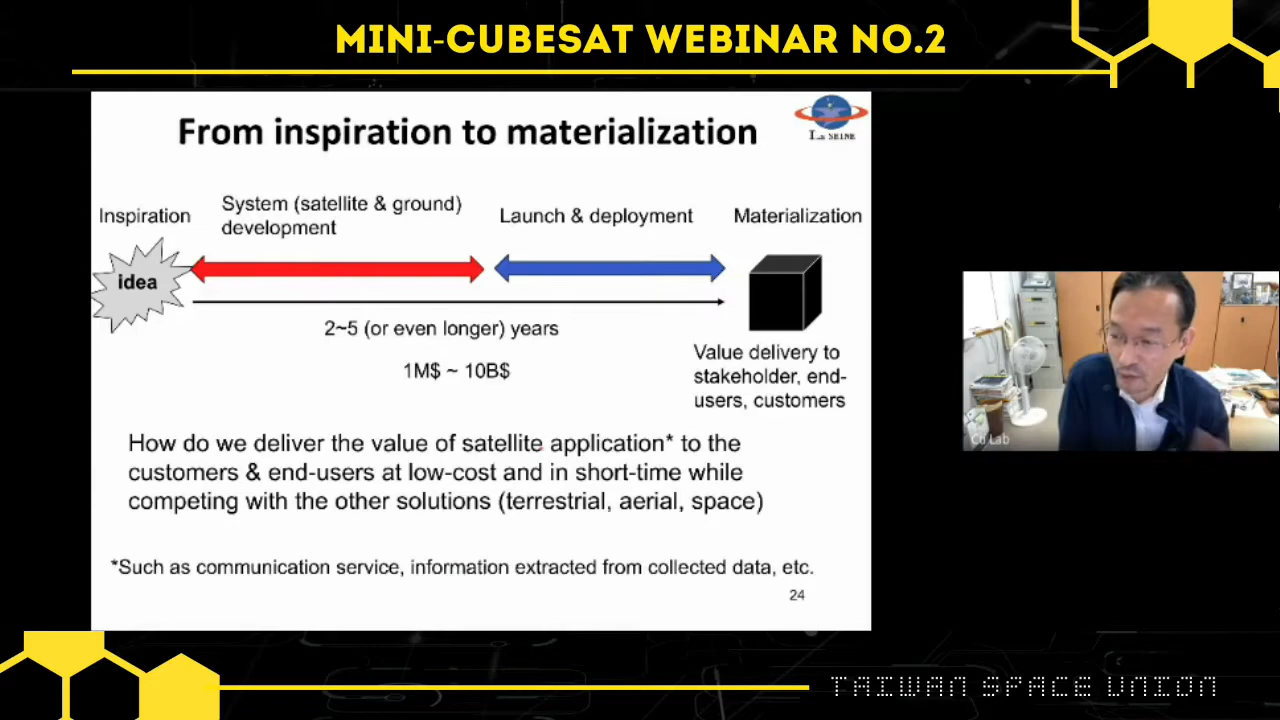 MINI-CUBESAT WEBINAR NO.2
From inspiration to materialization
La SEINE
Inspiration
System (satellite & ground)
development
Launch & deployment
Materialization
idea
2~5 (or even longer) years
1M$ ~ 10B$
Value delivery to
stakeholder, end-
users, customers
How do we deliver the value of satellite application* to the
customers & end-users at low-cost and in short-time while
competing with the other solutions (terrestrial, aerial, space)
*Such as communication service, information extracted from collected data, etc.
24
Co Lab
TAIWAN SPACE UNION